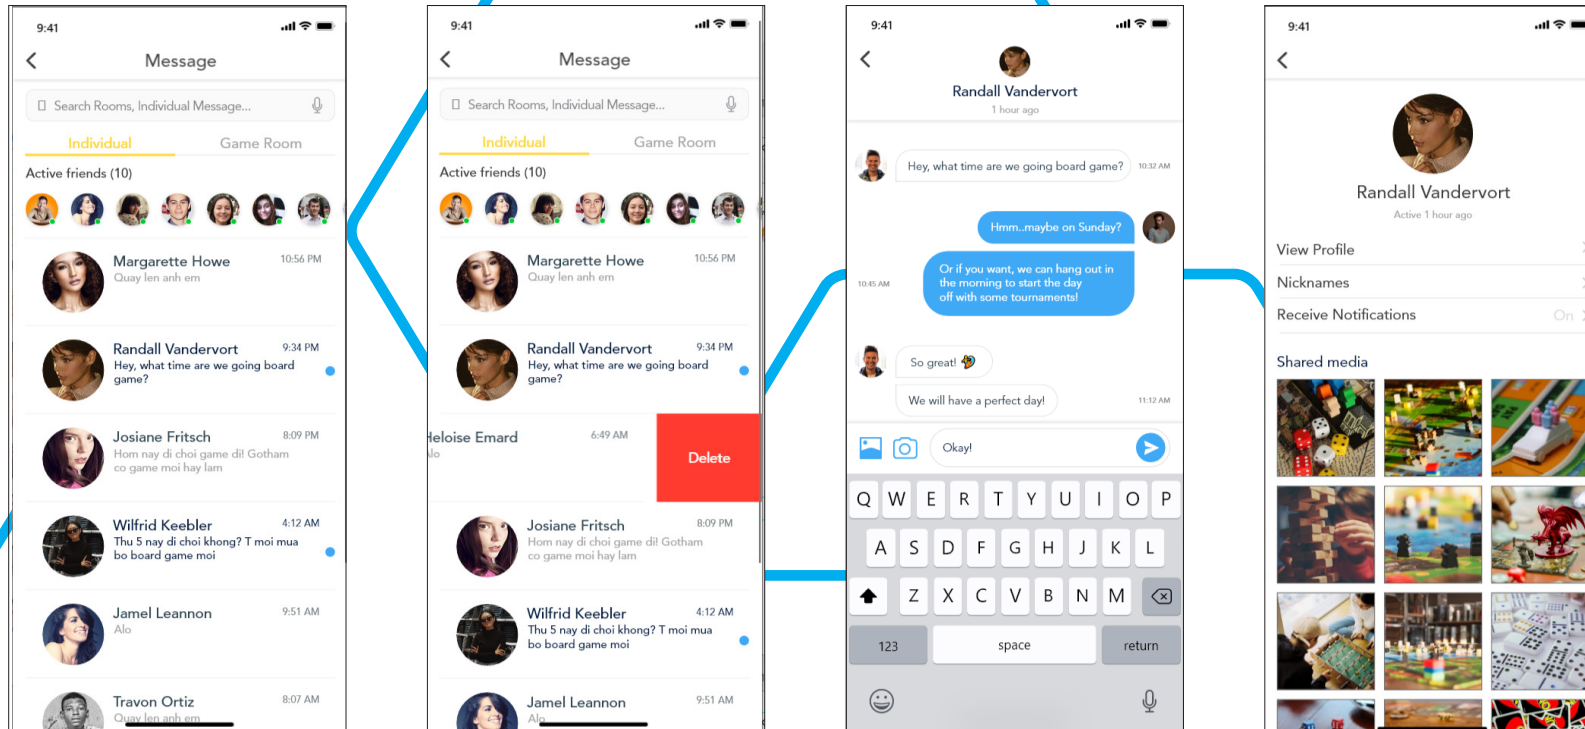 9:41
Message
Search Rooms, Individual Message...
Individual
Game Room
Active friends (10)
Margarette Howe
10:56 PM
Quay len anh em
Randall Vandervort
9:34 PM
Hey, what time are we going board
game?
Josiane Fritsch
8:09 PM
Hom nay di choi game di! Gotham
co game moi hay lam
Wilfrid Keebler
4:12 AM
Thu 5 nay di choi khong? T moi mua
bo board game moi
Jamel Leannon
9:51 AM
Alo
Travon Ortiz
8:07 AM
Quay len anh em
9:41
Message
Search Rooms, Individual Message...
Individual
Game Room
Active friends (10)
Margarette Howe
10:56 PM
Quay len anh em
Randall Vandervort
9:34 PM
Hey, what time are we going board
game?
Heloise Emard
6:49 AM
Alo
Delete
Josiane Fritsch
8:09 PM
Hom nay di choi game di! Gotham
co game moi hay lam
Wilfrid Keebler
4:12 AM
Thu 5 nay di choi khong? T moi mua
bo board game moi
Jamel Leannon
9:51 AM
Alo
9:41
Randall Vandervort
1 hour ago
Hey, what time are we going board game?
10:32 AM
Hmm..maybe on Sunday?
Or if you want, we can hang out in
the morning to start the day
off with some tournaments!
10:45 AM
So great!
We will have a perfect day!
11:12 AM
Okay!
Q W E R T Y U I O P
A S D F G H J K L
Z X C V B N M
123
space
return
9:41
Randall Vandervort
Active 1 hour ago
View Profile
Nicknames
Receive Notifications
On
Shared media